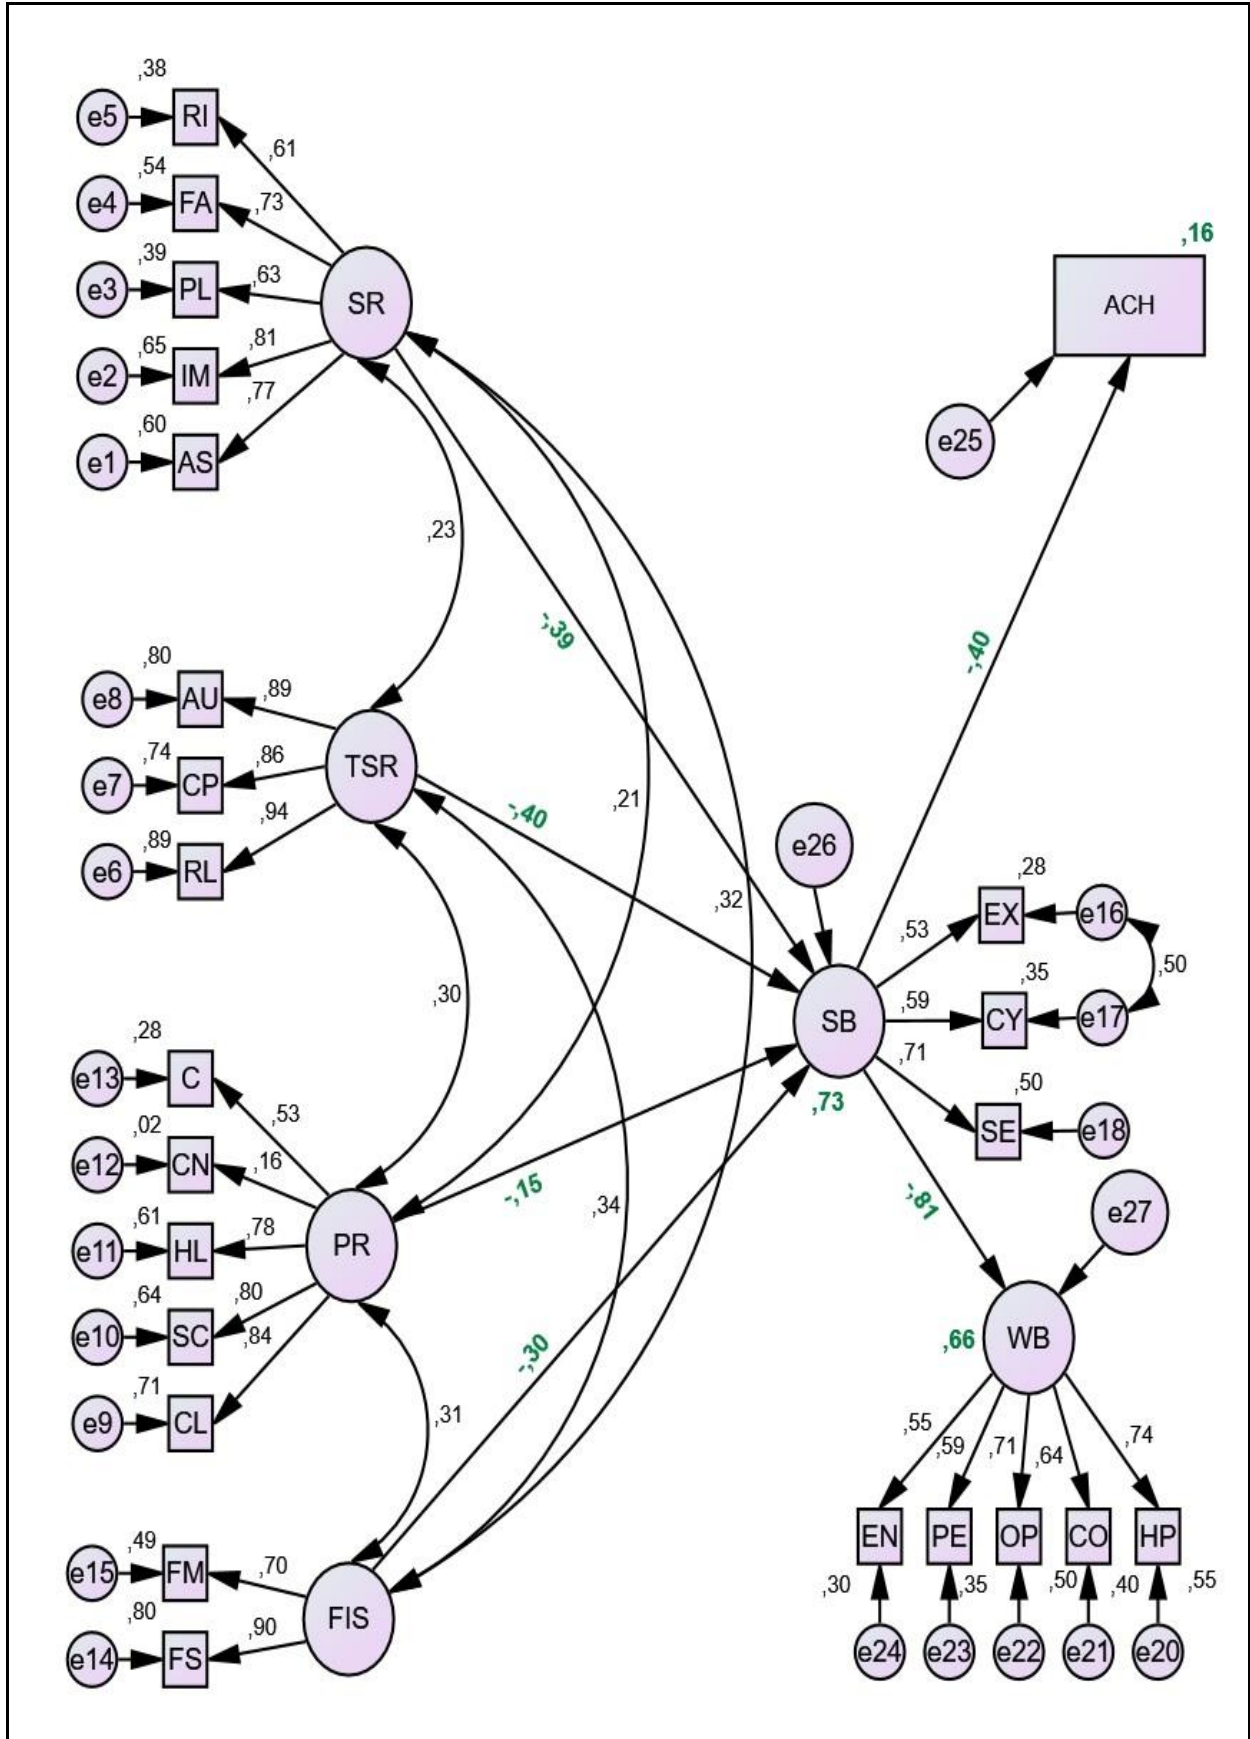 ,38
e5 RI
,61
,54
e4 FA
,73
,39
e3 PL
,63
SR
,65
e2 IM
,81
,60
e1 AS
,77
,16
ACH
e25
,23
-,39
-,40
,80
e8 AU
,89
,74
e7 CP
,86
TSR
,89
e6 RL
,94
-,40
,21
,32
e26
,28
EX
e16
,53
,50
,35
CY
e17
,59
SB
,73
,71
,50
SE
e18
,30
,28
e13 C
,53
,02
e12 CN
,16
,61
e11 HL
,78
PR
,64
e10 SC
,80
,84
,71
e9 CL
-,15
,34
-,81
e27
,66
WB
-,30
,31
,55
,59
,71
,64
,74
EN PE OP CO HP
,30
,35
,50
,40
,55
e24 e23 e22 e21 e20
,49
e15 FM
,70
FIS
,80
e14 FS
,90